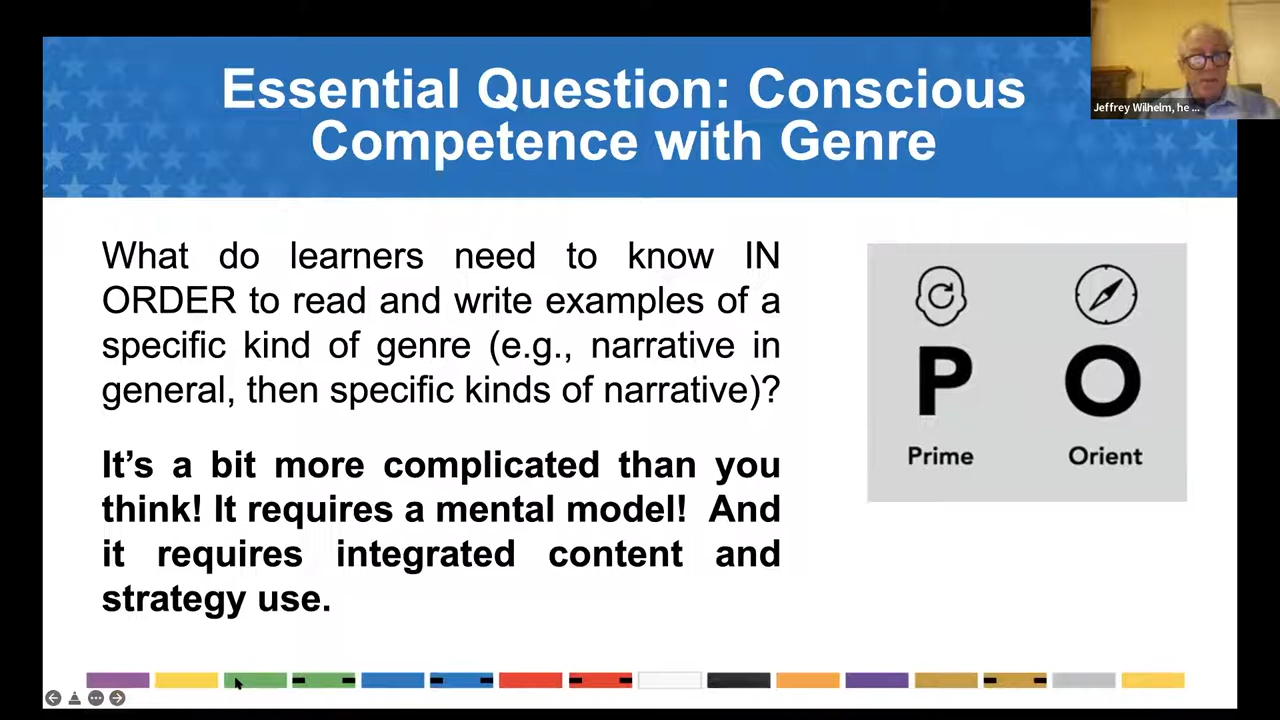 Essential Question: Conscious
Competence with Genre
Jeffrey Wilhelm, he ...
What do learners need to know IN
ORDER to read and write examples of a
specific kind of genre (e.g., narrative in
general, then specific kinds of narrative)?
It’s a bit more complicated than you
think! It requires a mental model!  And
it requires integrated content and
strategy use.
P O
Prime Orient